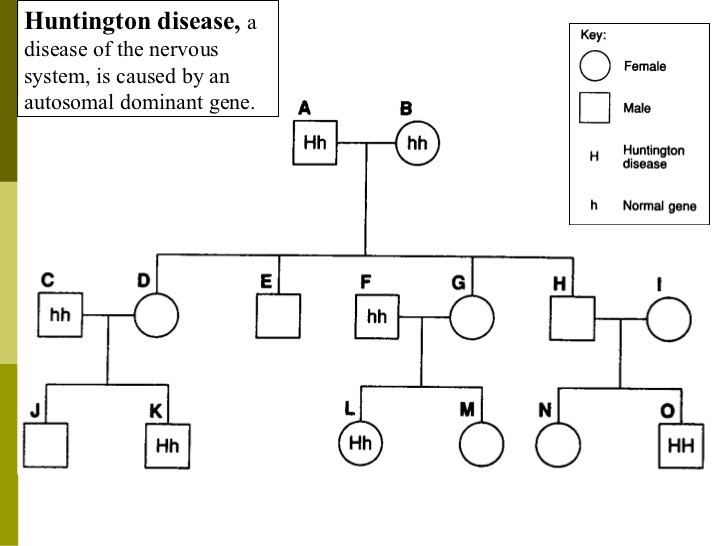 Huntington disease, a
disease of the nervous
system, is caused by an
autosomal dominant gene.
Key:
Female
Male
H Huntington
disease
h Normal gene
A B
Hh hh
C D E F G H I
hh hh
J K L M N O
Hh Hh HH